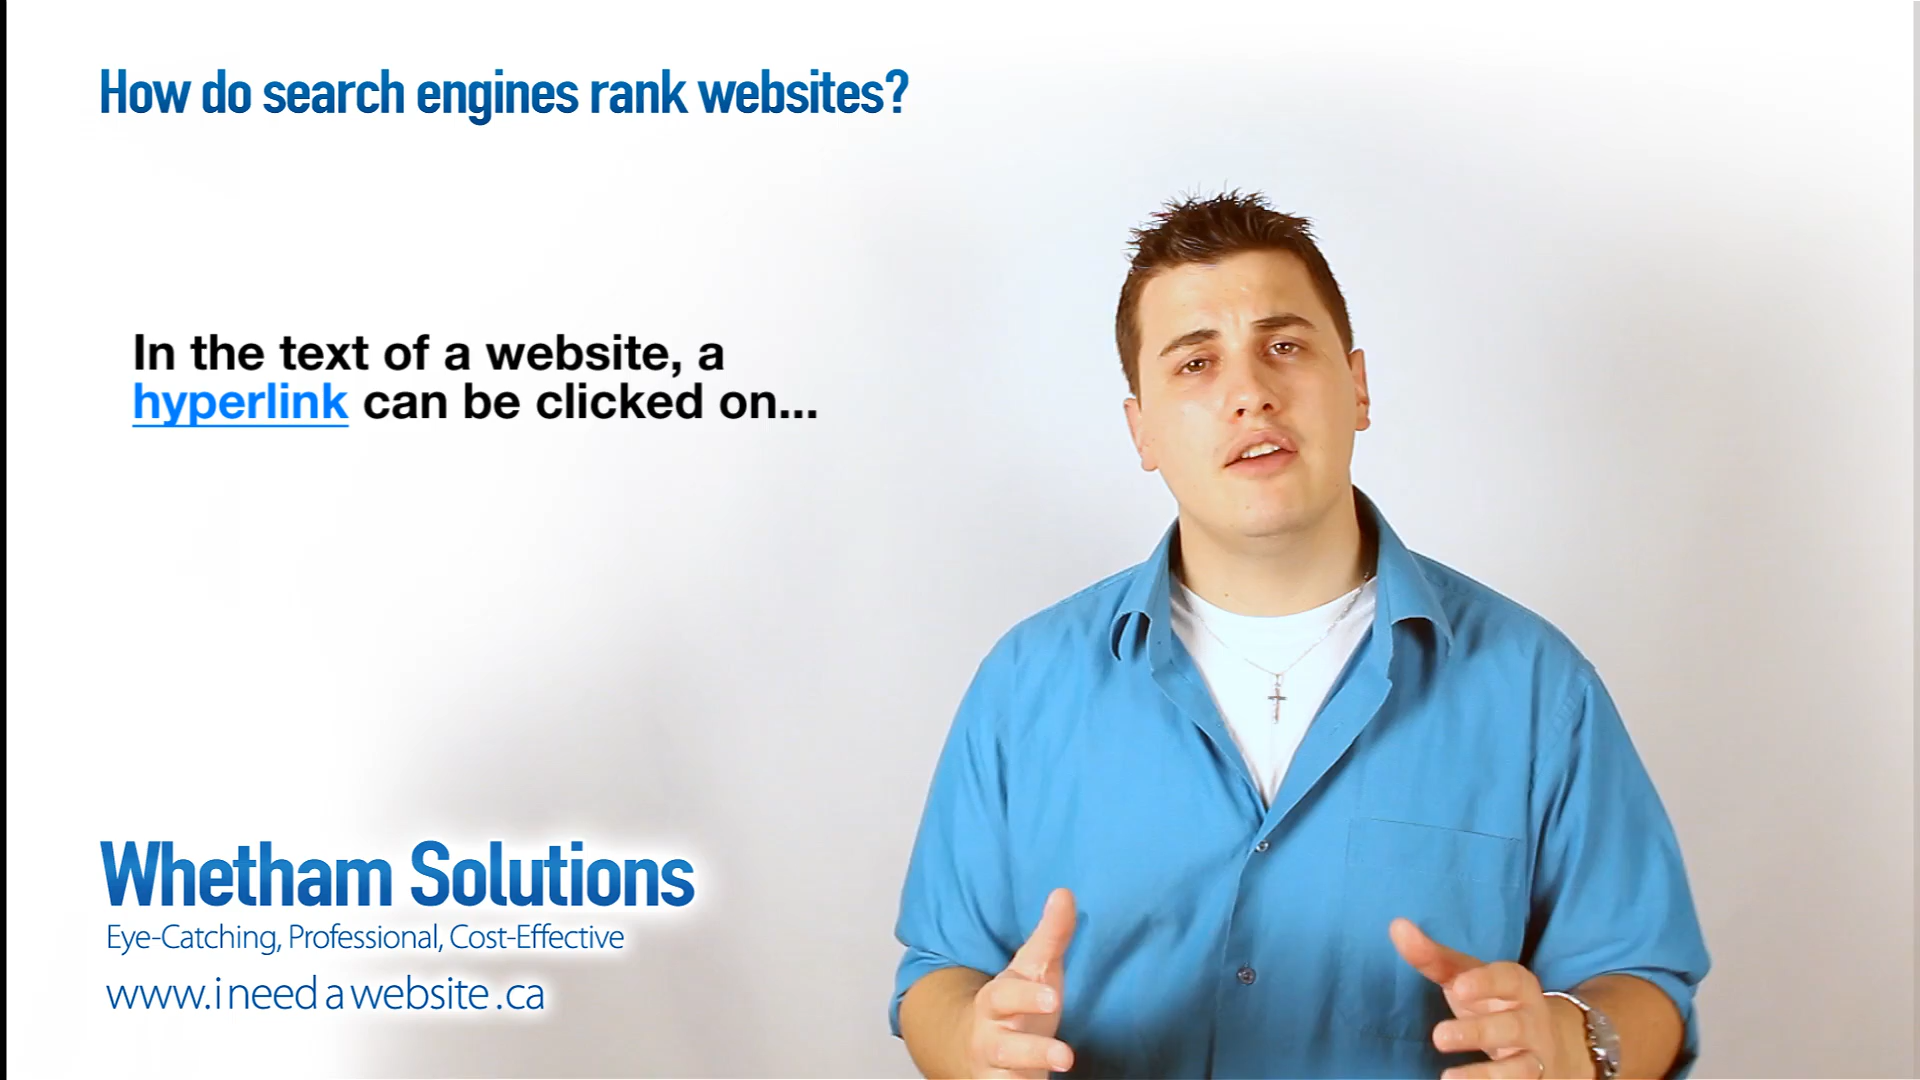 How do search engines rank websites?
In the text of a website, a
hyperlink can be clicked on...
Whetham Solutions
Eye-Catching, Professional, Cost-Effective
www.ineedawebsite.ca